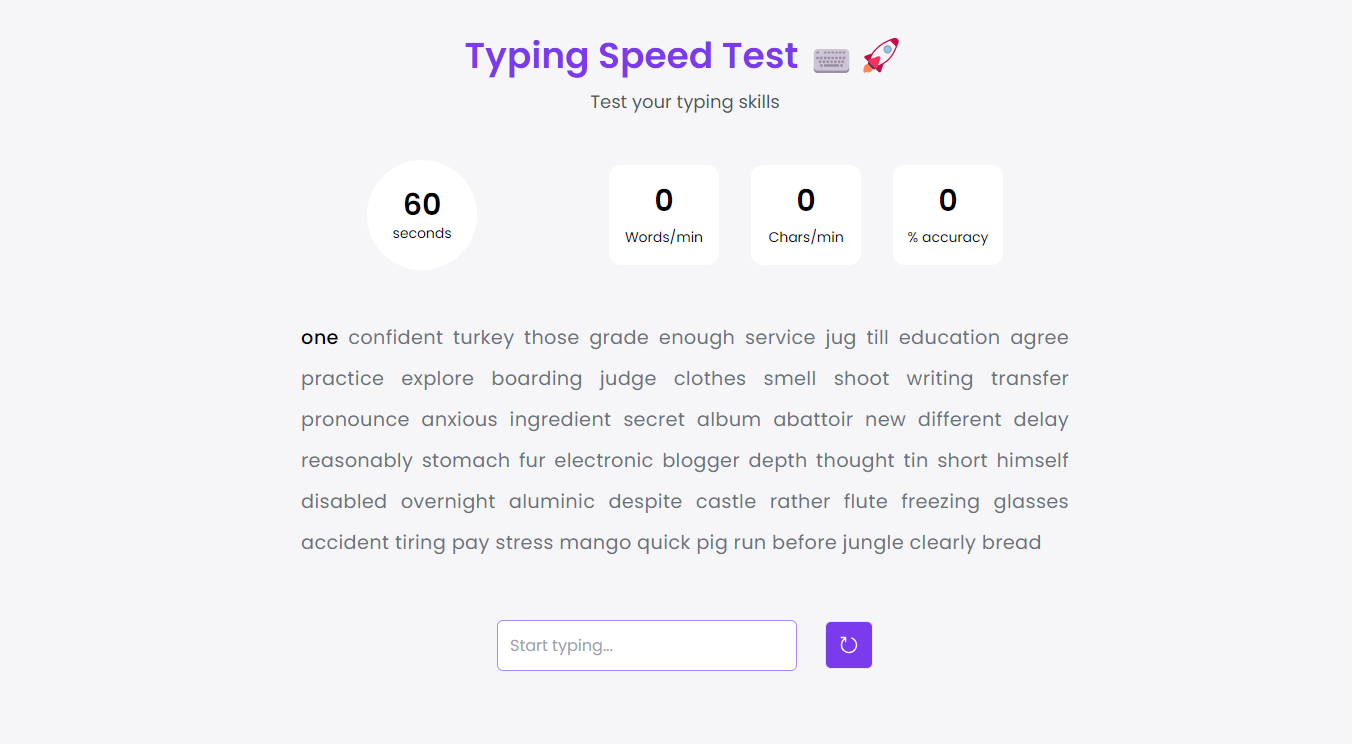 Typing Speed Test ⌨️ 🚀
Test your typing skills
60
seconds
0
Words/min
0
Chars/min
0
% accuracy
one confident turkey those grade enough service jug till education agree
practice explore boarding judge clothes smell shoot writing transfer
pronounce anxious ingredient secret album abattoir new different delay
reasonably stomach fur electronic blogger depth thought tin short himself
disabled overnight aluminic despite castle rather flute freezing glasses
accident tiring pay stress mango quick pig run before jungle clearly bread
Start typing...